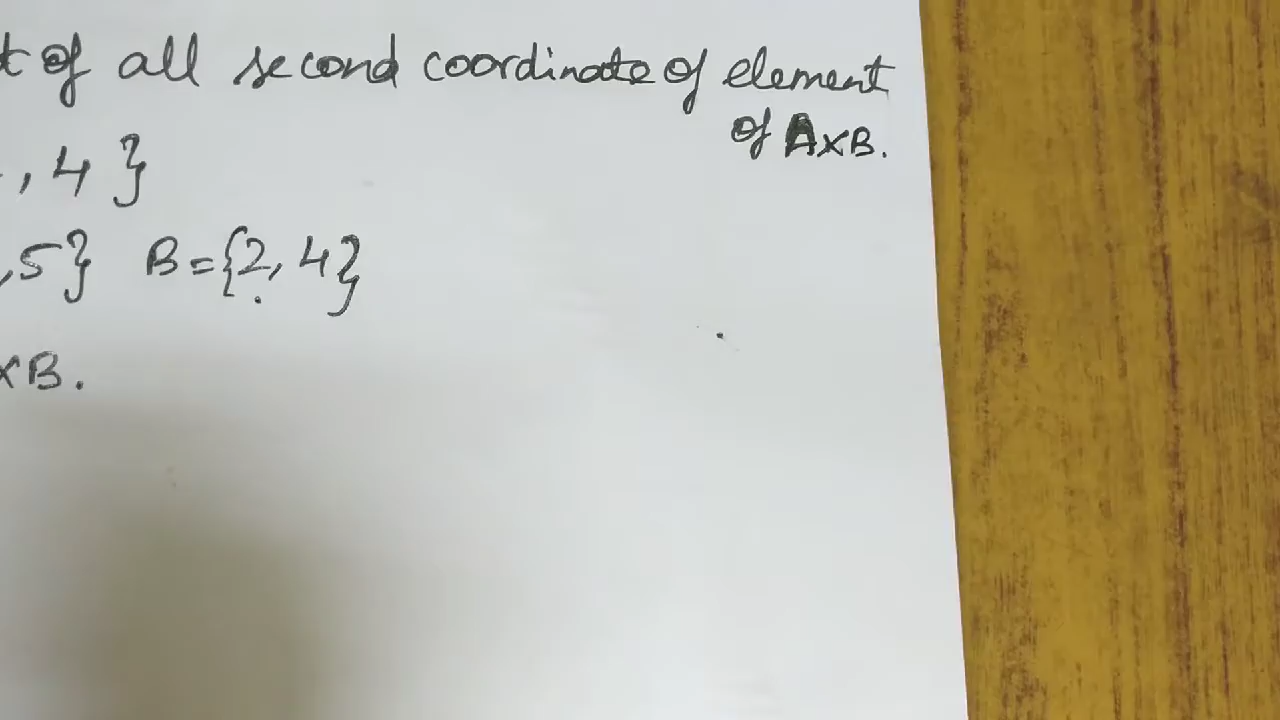 t of all second coordinate of element
of A×B.
, 4 }
,5} B={2, 4}
×B.